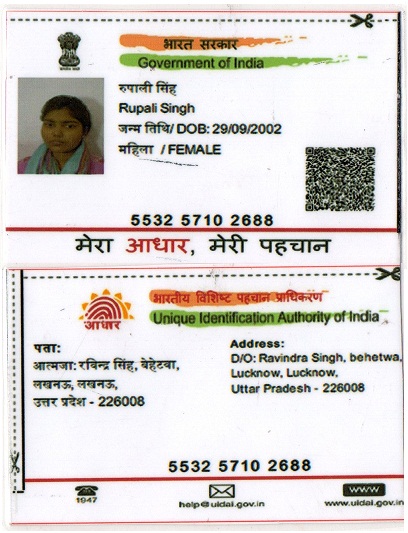 भारत सरकार
Government of India
रुपाली सिंह
Rupali Singh
जन्म तिथि/ DOB: 29/09/2002
महिला / FEMALE
5532 5710 2688
मेरा आधार, मेरी पहचान
भारतीय विशिष्ट पहचान प्राधिकरण
Unique Identification Authority of India
आधार
पता:
आत्मजा: रविन्द्र सिंह, बेहेटवा,
लखनऊ, लखनऊ,
उत्तर प्रदेश - 226008
Address:
D/O: Ravindra Singh, behetwa,
Lucknow, Lucknow,
Uttar Pradesh - 226008
5532 5710 2688
1947
help@uidai.gov.in
www
www.uidai.gov.in